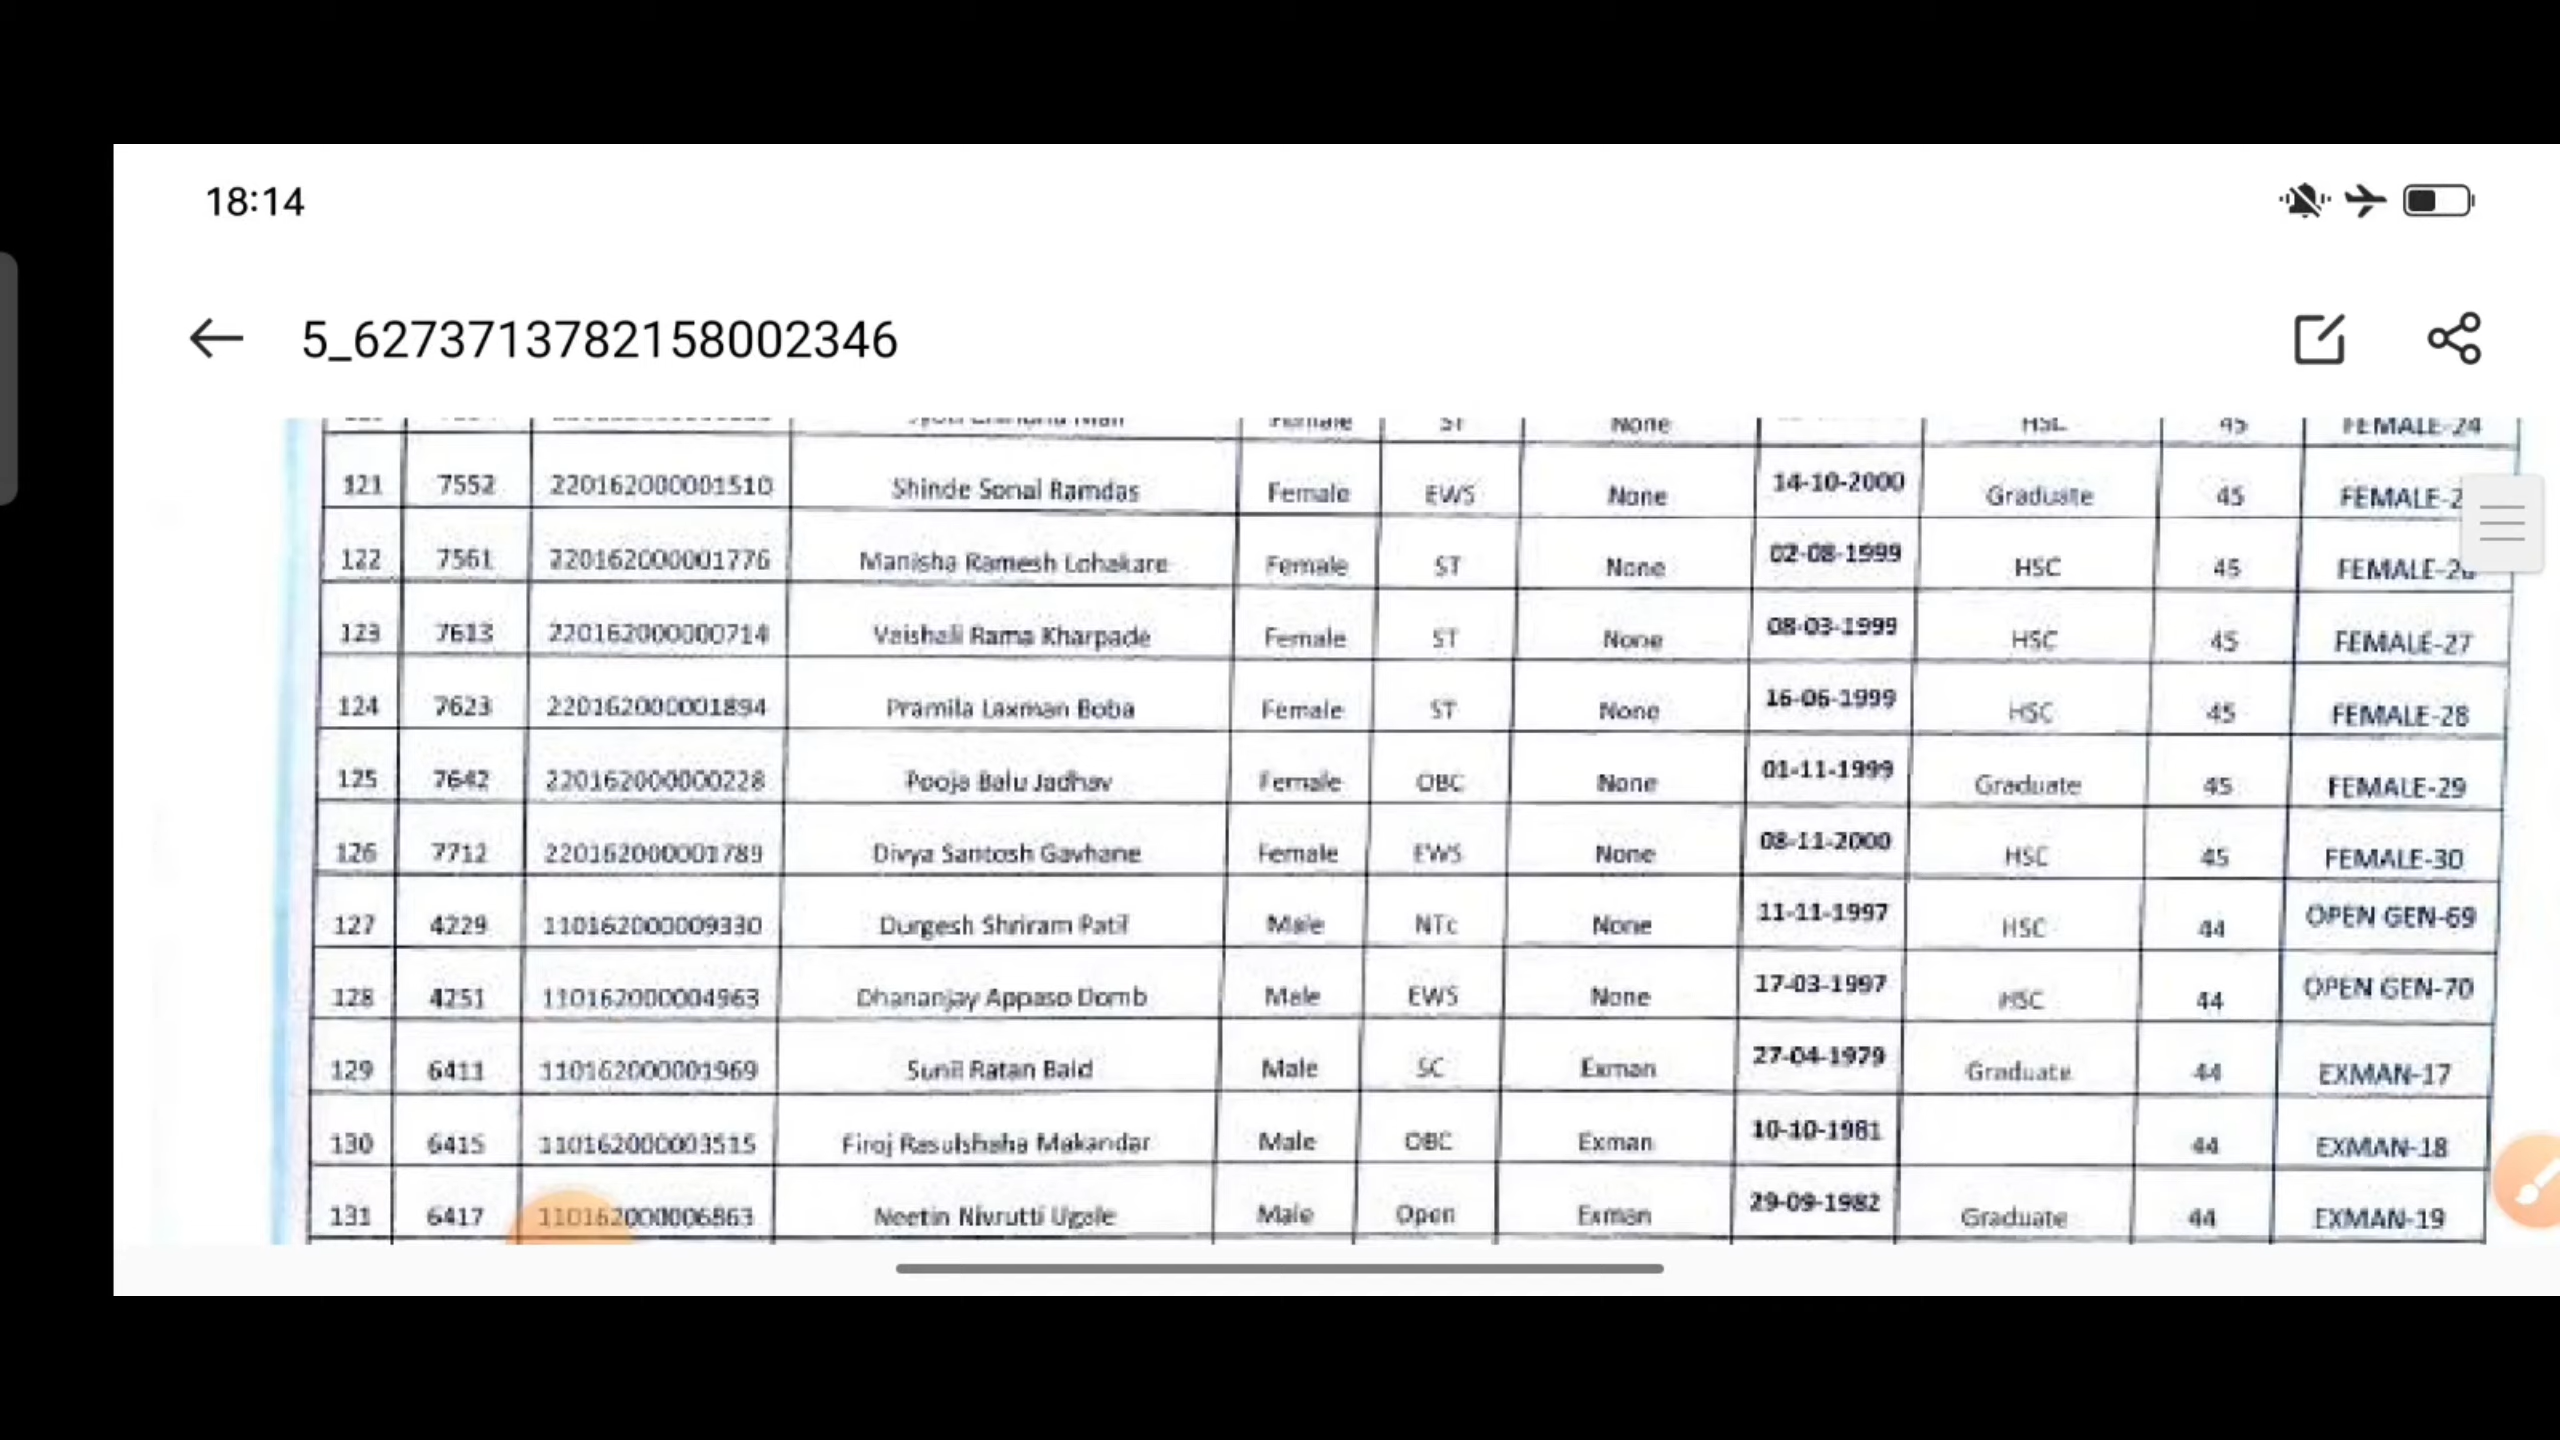 18:14
5_6273713782158002346
Female ST None HSC 45 FEMALE-24
121 7552 220162000001510 Shinde Sonal Ramdas Female EWS None 14-10-2000 Graduate 45
122 7561 220162000001776 Manisha Ramesh Lohakare Female ST None 02-08-1999 HSC 45
123 7613 220162000000714 Vaishali Rama Kharpade Female ST None 08-03-1999 HSC 45 FEMALE-27
124 7623 220162000001894 Pramila Laxman Boba Female ST None 16-06-1999 HSC 45 FEMALE-28
125 7642 220162000000228 Pooja Balu Jadhav Female OBC None 01-11-1999 Graduate 45 FEMALE-29
126 7712 220162000001789 Divya Santosh Gavhane Female EWS None 08-11-2000 HSC 45 FEMALE-30
127 4229 110162000009330 Durgesh Shriram Patil Male NTc None 11-11-1997 HSC 44 OPEN GEN-69
128 4251 110162000004963 Dhananjay Appaso Domb Male EWS None 17-03-1997 HSC 44 OPEN GEN-70
129 6411 110162000001969 Sunil Ratan Baid Male SC Exman 27-04-1979 Graduate 44 EXMAN-17
130 6415 110162000003515 Firoj Rasulshaha Makandar Male OBC Exman 10-10-1981 44 EXMAN-18
131 6417 110162000006863 Neetin Nivrutti Ugale Male Open Exman 29-09-1982 Graduate 44 EXMAN-19